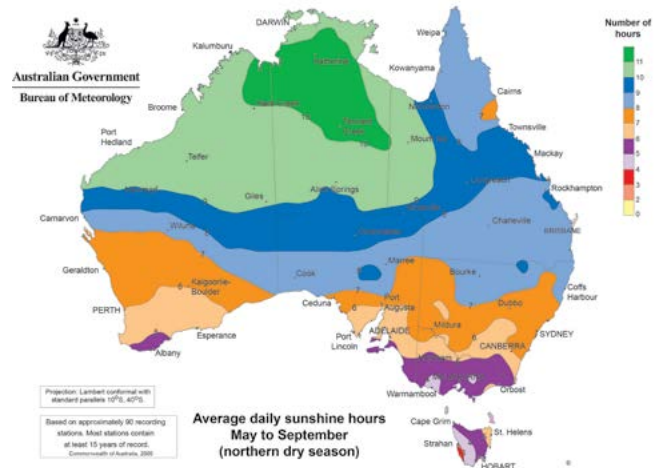 Australian Government
Bureau of Meteorology
Number of
hours
11
10
9
8
7
6
5
4
3
2
0
DARWIN
Kalumburu
Weipa
Kowanyama
Cairns
Broome
Townsville
Port
Hedland
Telfer
Mackay
Giles
Alice Springs
Rockhampton
Carnarvon
Wiluna
Charleville
BRISBANE
Marree
Cook
Bourke
Geraldton
Kalgoorlie-
Boulder
Coffs
Harbour
Ceduna
Port
Augusta
Dubbo
PERTH
Esperance
Port
Lincoln
ADELAIDE
Mildura
SYDNEY
CANBERRA
Albany
Warrnambool
Orbost
Cape Grim
St. Helens
Strahan
HOBART
Projection: Lambert conformal with
standard parallels 10°S, 40°S.
Based on approximately 90 recording
stations. Most stations contain
at least 15 years of record.
Commonwealth of Australia, 2005
Average daily sunshine hours
May to September
(northern dry season)